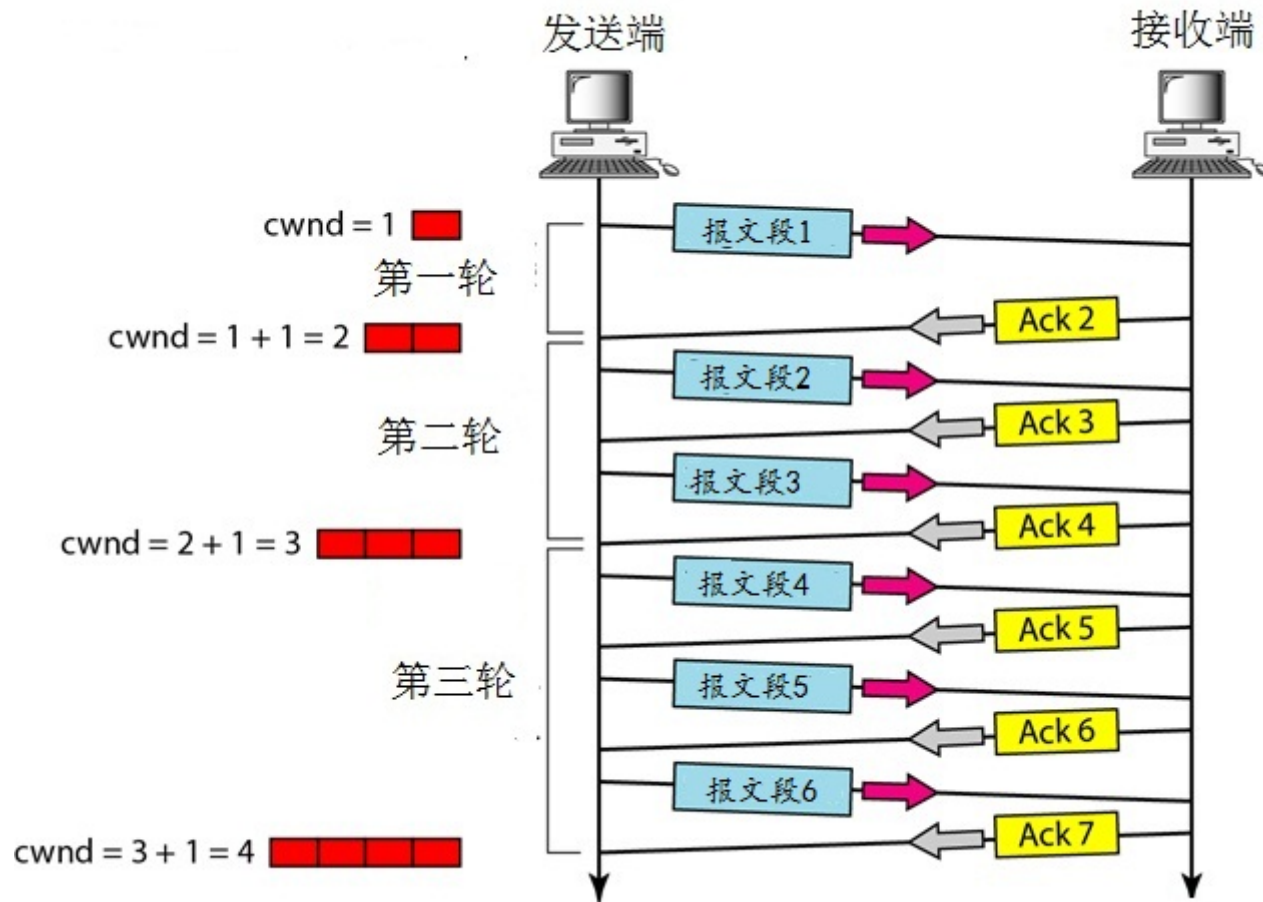 发送端
接收端
cwnd = 1
报文段1
第一轮
Ack 2
cwnd = 1 + 1 = 2
报文段2
Ack 3
第二轮
报文段3
Ack 4
cwnd = 2 + 1 = 3
报文段4
Ack 5
第三轮
报文段5
Ack 6
报文段6
Ack 7
cwnd = 3 + 1 = 4